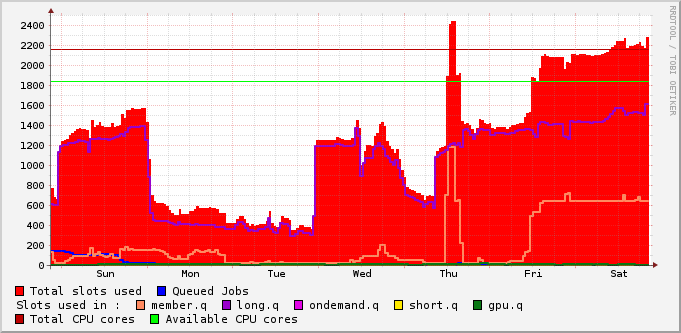 2400
2200
2000
1800
1600
1400
1200
1000
800
600
400
200
0
Sun Mon Tue Wed Thu Fri Sat
Total slots used Queued Jobs
Slots used in : member.q long.q ondemand.q short.q gpu.q
Total CPU cores Available CPU cores
RRDTOOL / TOBI OETIKER